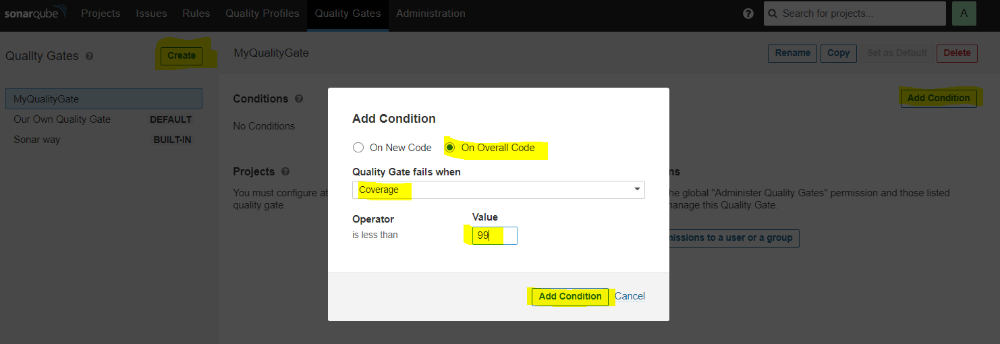 sonarqube Projects Issues Rules Quality Profiles Quality Gates Administration ? Search for projects... A
Quality Gates ? Create
MyQualityGate Rename Copy Set as Default Delete
MyQualityGate
Our Own Quality Gate DEFAULT
Sonar way BUILT-IN
Conditions ? Add Condition
No Conditions
Projects ?
You must configure at
quality gate.
ns
he global "Administer Quality Gates" permission and those listed
anage this Quality Gate.
missions to a user or a group
Add Condition
On New Code On Overall Code
Quality Gate fails when
Coverage
Operator Value
is less than 99
Add Condition Cancel